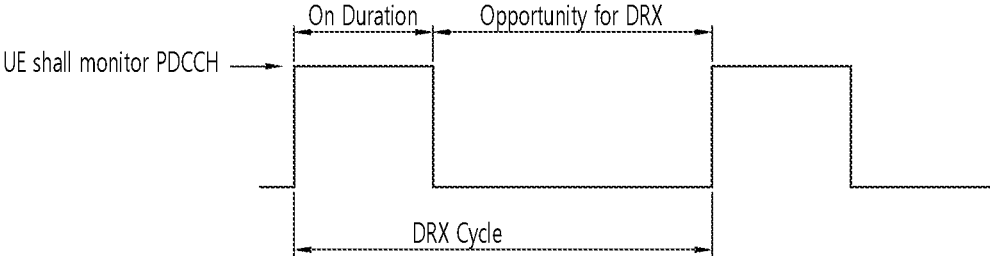 On Duration
Opportunity for DRX
UE shall monitor PDCCH
DRX Cycle